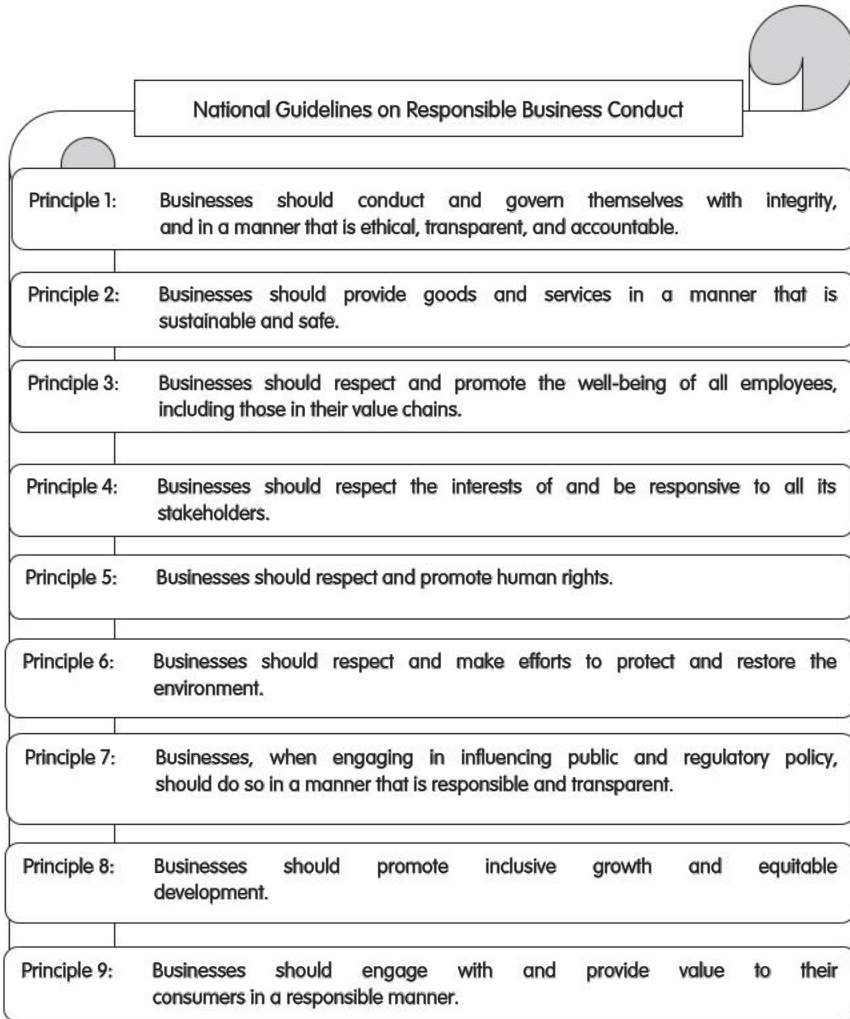 National Guidelines on Responsible Business Conduct
Principle 1: Businesses should conduct and govern themselves with integrity,
and in a manner that is ethical, transparent, and accountable.
Principle 2: Businesses should provide goods and services in a manner that is
sustainable and safe.
Principle 3: Businesses should respect and promote the well-being of all employees,
including those in their value chains.
Principle 4: Businesses should respect the interests of and be responsive to all its
stakeholders.
Principle 5: Businesses should respect and promote human rights.
Principle 6: Businesses should respect and make efforts to protect and restore the
environment.
Principle 7: Businesses, when engaging in influencing public and regulatory policy,
should do so in a manner that is responsible and transparent.
Principle 8: Businesses should promote inclusive growth and equitable
development.
Principle 9: Businesses should engage with and provide value to their
consumers in a responsible manner.